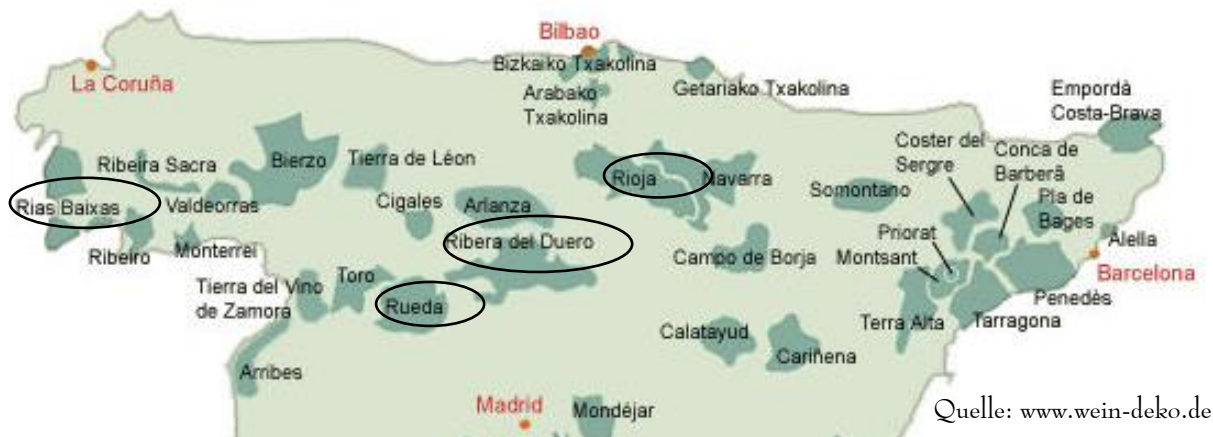 Bilbao
La Coruña
Bizkaiko Txakolina
Arabako
Txakolina
Getariako Txakolina
Empordà
Costa-Brava
Ribeira Sacra
Bierzo
Tierra de Léon
Rioja
Navarra
Somontano
Coster del
Sergre
Conca de
Barberã
Rias Baixas
Valdeorras
Cigales
Arlanza
Pla de
Bages
Ribeiro
Monterrei
Ribera del Duero
Campo de Borja
Priorat
Montsant
Alella
Barcelona
Tierra del Vino
de Zamora
Toro
Rueda
Penedès
Calatayud
Cariñena
Terra Alta
Tarragona
Arribes
Madrid
Mondéjar
Quelle: www.wein-deko.de